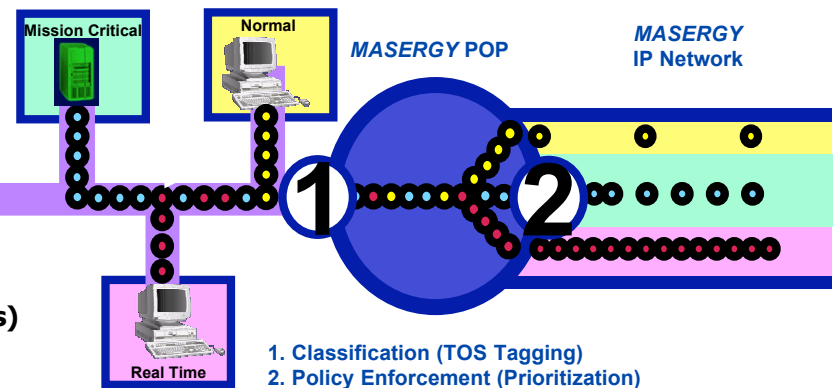 Mission Critical
Normal
MASERGY POP
MASERGY
IP Network
1
2
s)
Real Time
1. Classification (TOS Tagging)
2. Policy Enforcement (Prioritization)